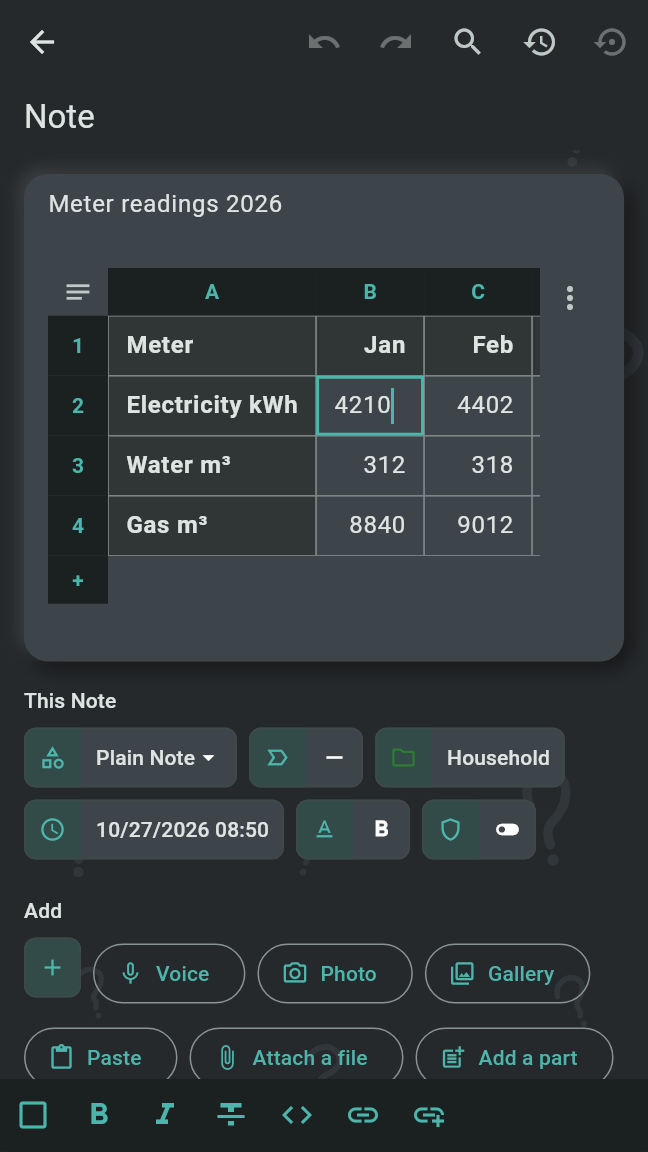 Note
Meter readings 2026
A B C
1 Meter Jan Feb
2 Electricity kWh 4210 4402
3 Water m³ 312 318
4 Gas m³ 8840 9012
+
This Note
Plain Note — Household
10/27/2026 08:50 A B
Add
+ Voice Photo Gallery
Paste Attach a file Add a part
B I T <>